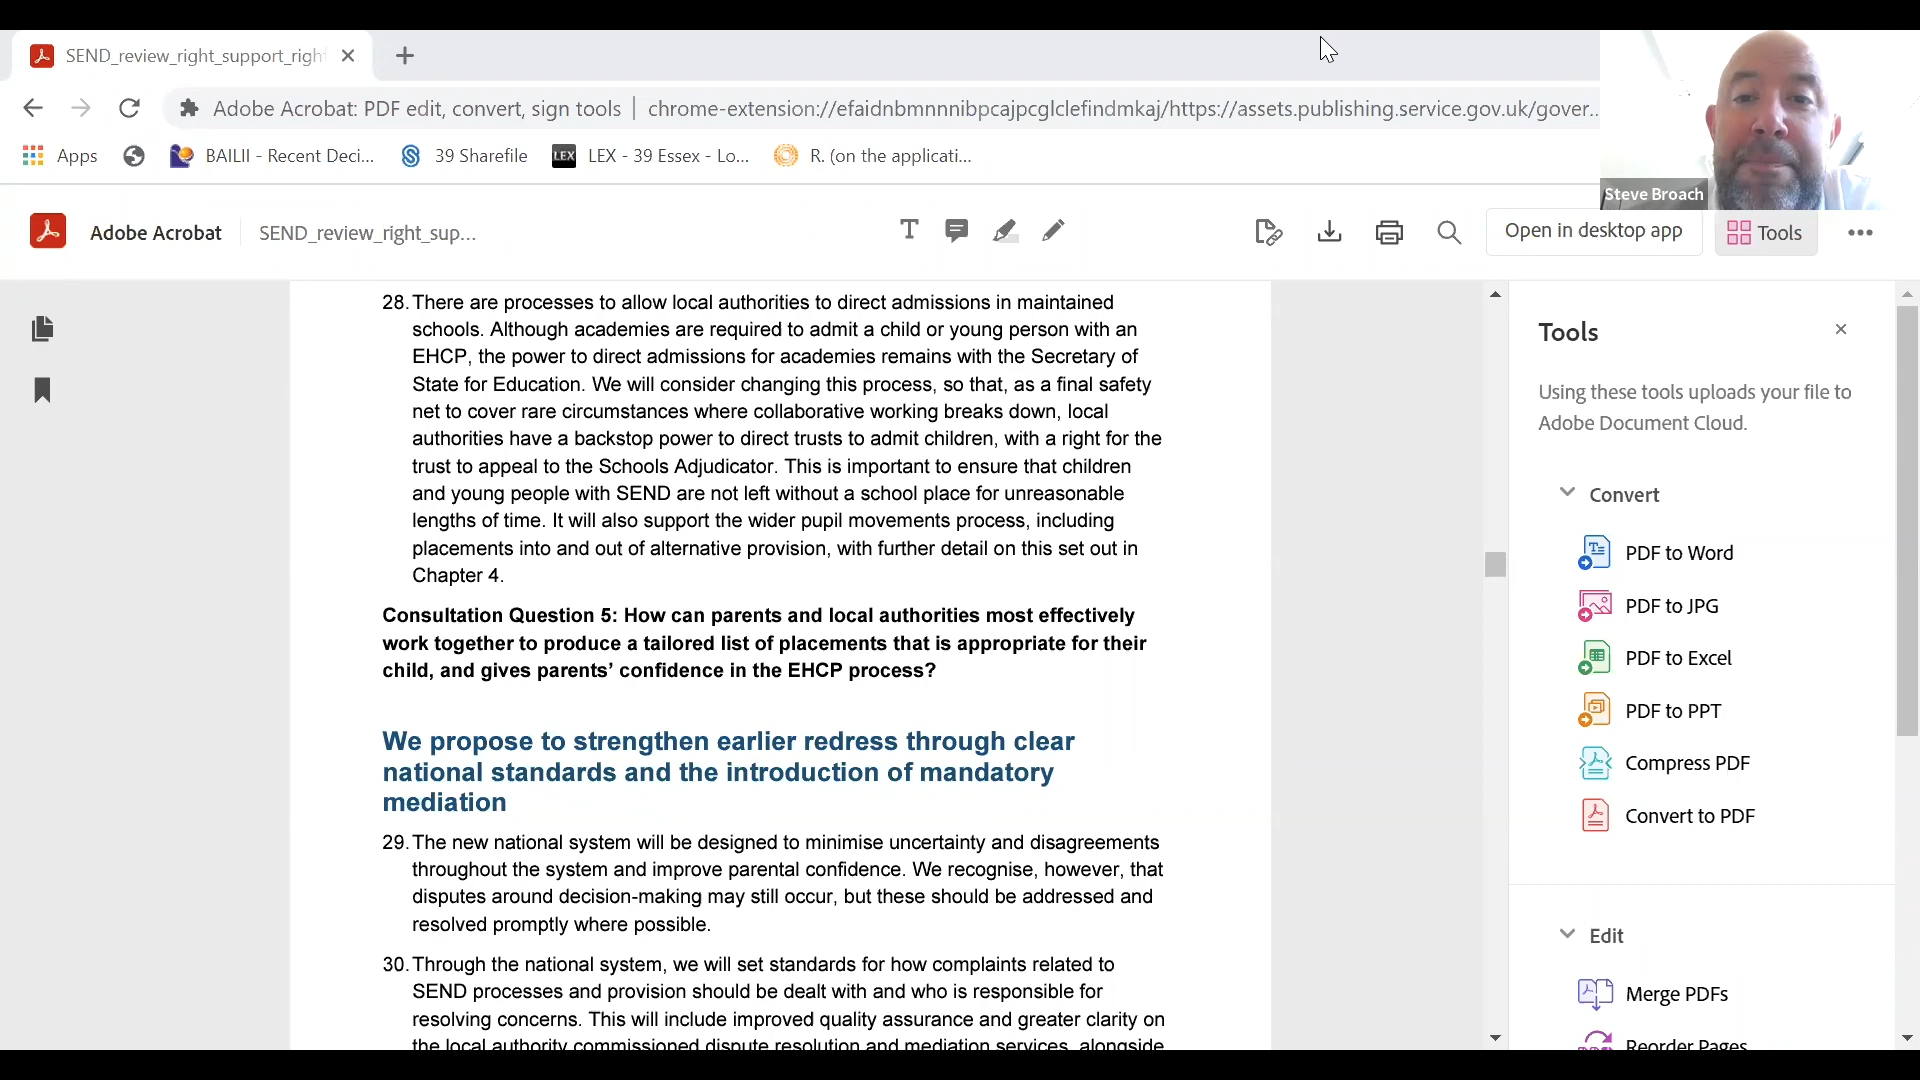 SEND_review_right_support_righ
Adobe Acrobat: PDF edit, convert, sign tools | chrome-extension://efaidnbmnnnibpcajpcglclefindmkaj/https://assets.publishing.service.gov.uk/gover...
Apps
BAILII - Recent Deci...
39 Sharefile
LEX
LEX - 39 Essex - Lo...
R. (on the applicati...
Steve Broach
Adobe Acrobat
SEND_review_right_sup...
Open in desktop app
Tools
28. There are processes to allow local authorities to direct admissions in maintained
schools. Although academies are required to admit a child or young person with an
EHCP, the power to direct admissions for academies remains with the Secretary of
State for Education. We will consider changing this process, so that, as a final safety
net to cover rare circumstances where collaborative working breaks down, local
authorities have a backstop power to direct trusts to admit children, with a right for the
trust to appeal to the Schools Adjudicator. This is important to ensure that children
and young people with SEND are not left without a school place for unreasonable
lengths of time. It will also support the wider pupil movements process, including
placements into and out of alternative provision, with further detail on this set out in
Chapter 4.
Consultation Question 5: How can parents and local authorities most effectively
work together to produce a tailored list of placements that is appropriate for their
child, and gives parents’ confidence in the EHCP process?
We propose to strengthen earlier redress through clear
national standards and the introduction of mandatory
mediation
29. The new national system will be designed to minimise uncertainty and disagreements
throughout the system and improve parental confidence. We recognise, however, that
disputes around decision-making may still occur, but these should be addressed and
resolved promptly where possible.
30. Through the national system, we will set standards for how complaints related to
SEND processes and provision should be dealt with and who is responsible for
resolving concerns. This will include improved quality assurance and greater clarity on
the local authority commissioned dispute resolution and mediation services, alongside
Tools
Using these tools uploads your file to
Adobe Document Cloud.
Convert
PDF to Word
PDF to JPG
PDF to Excel
PDF to PPT
Compress PDF
Convert to PDF
Edit
Merge PDFs
Reorder Pages